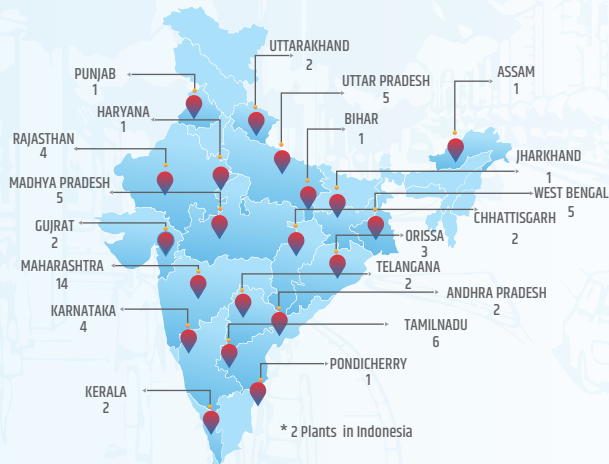 UTTARAKHAND
2
PUNJAB
1
UTTAR PRADESH
5
ASSAM
1
HARYANA
1
BIHAR
1
RAJASTHAN
4
JHARKHAND
1
MADHYA PRADESH
5
WEST BENGAL
5
GUJRAT
2
CHHATTISGARH
2
ORISSA
3
MAHARASHTRA
14
TELANGANA
2
ANDHRA PRADESH
2
KARNATAKA
4
TAMILNADU
6
PONDICHERRY
1
KERALA
2
* 2 Plants in Indonesia